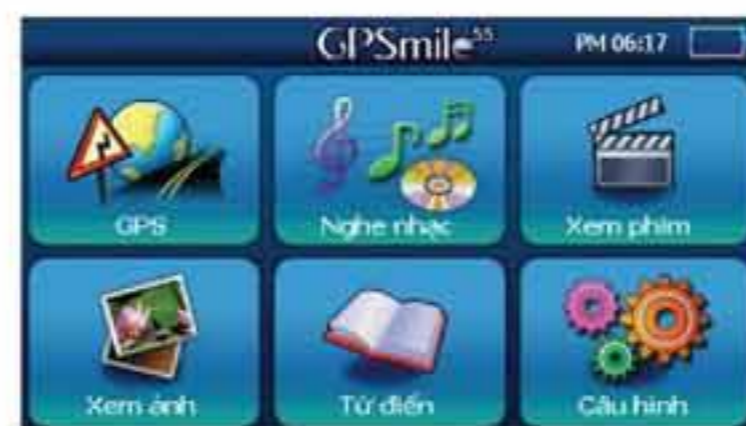 GPSmile55 PM 06:17
GPS Nghe nhạc Xem phim
Xem ảnh Từ điển Cấu hình